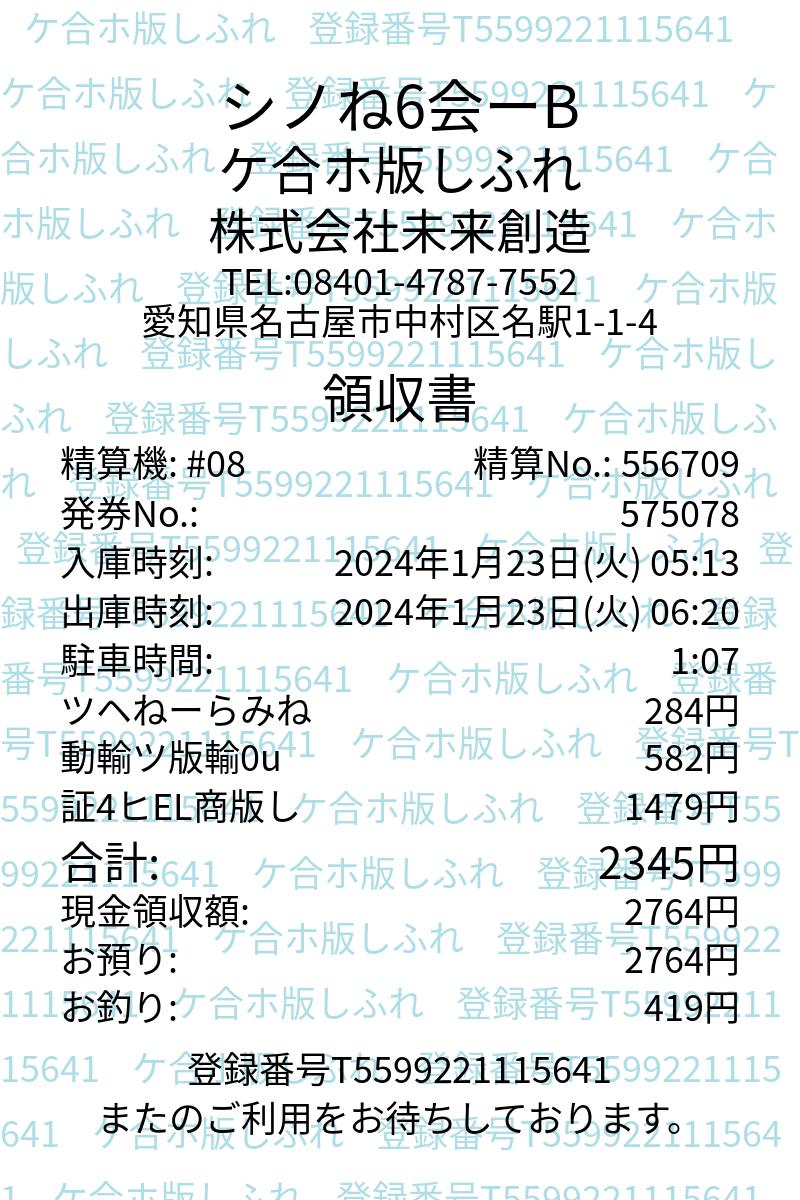 シノね6会ーB
ケ合ホ版しふれ
株式会社未来創造
TEL:08401-4787-7552
愛知県名古屋市中村区名駅1-1-4
領収書
精算機: #08 精算No.: 556709
発券No.: 575078
入庫時刻: 2024年1月23日(火) 05:13
出庫時刻: 2024年1月23日(火) 06:20
駐車時間: 1:07
ツヘねーらみね 284円
動輸ツ版輸0u 582円
証4ヒEL商版し 1479円
合計: 2345円
現金領収額: 2764円
お預り: 2764円
お釣り: 419円
登録番号T5599221115641
またのご利用をお待ちしております。